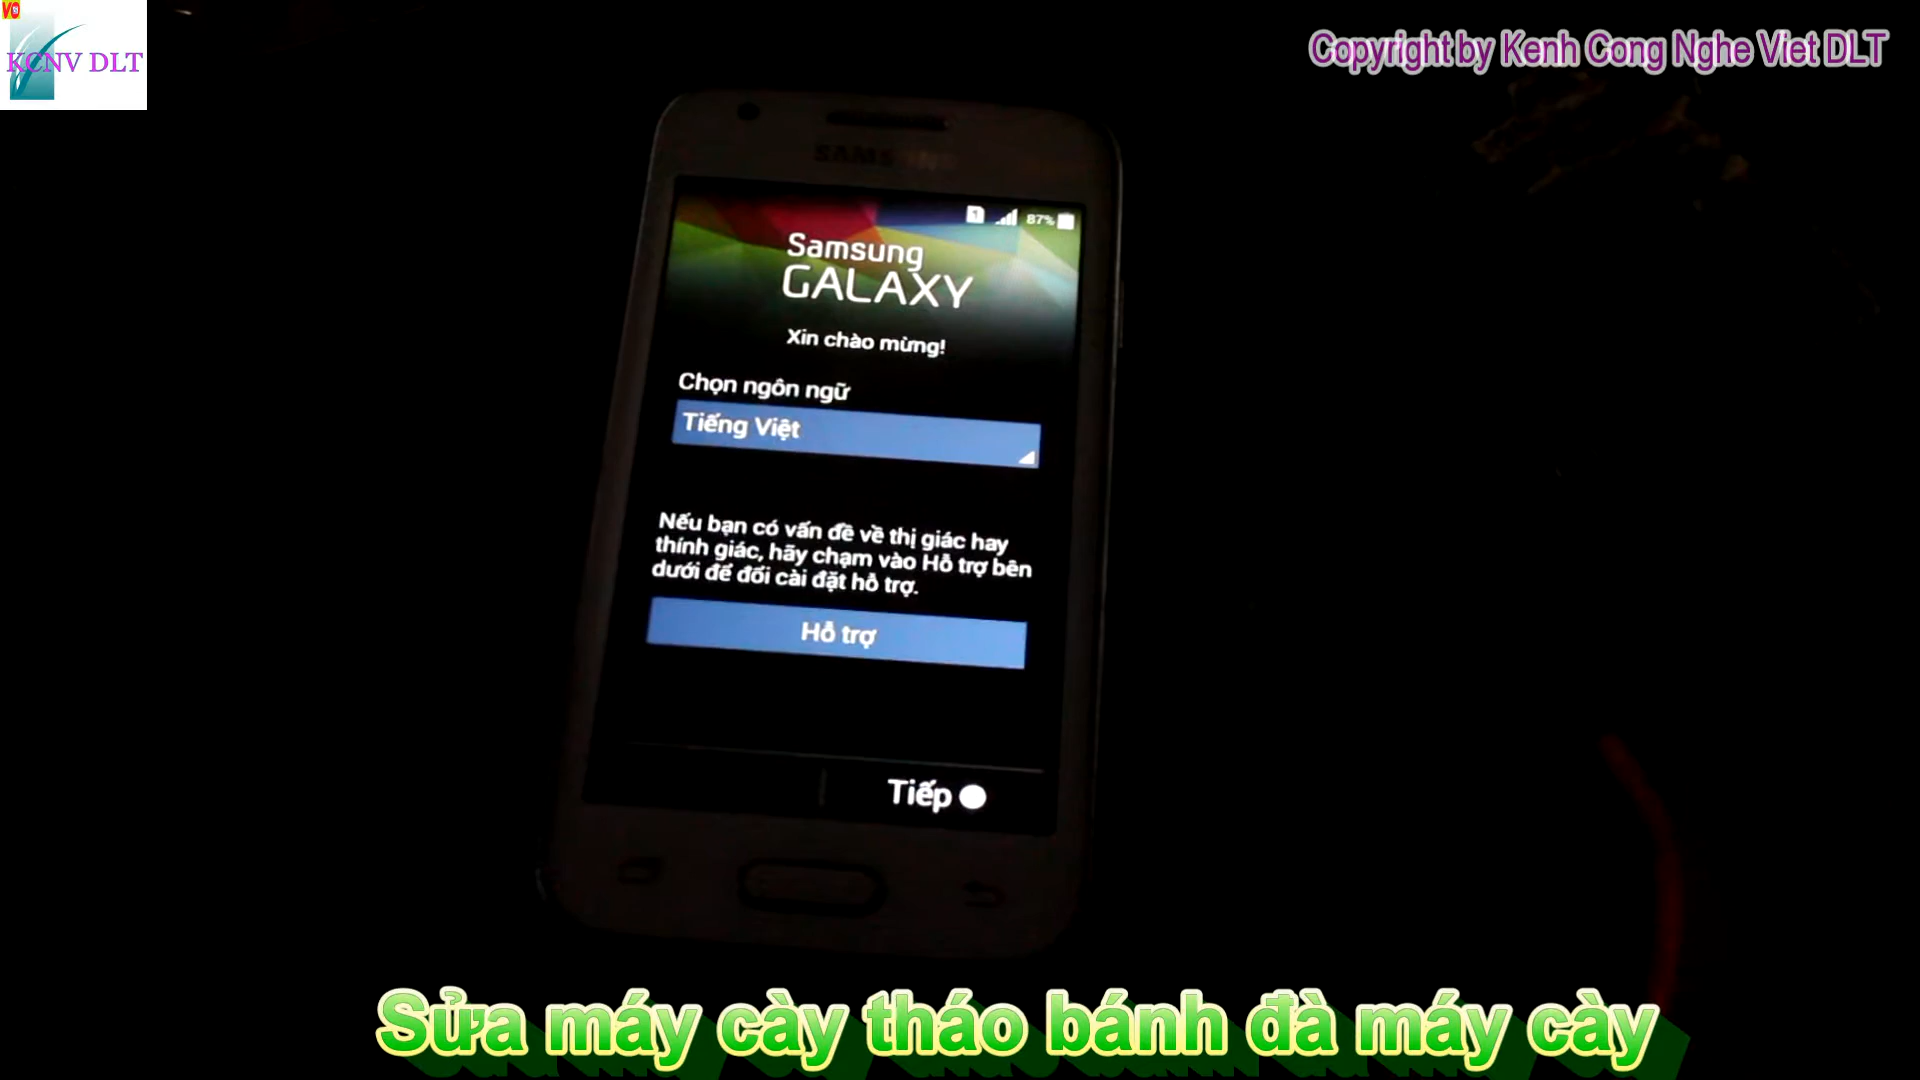 KCNV DLT
Copyright by Kenh Cong Nghe Viet DLT
SAMSUNG
1
87%
Samsung
GALAXY
Xin chào mừng!
Chọn ngôn ngữ
Tiếng Việt
Nếu bạn có vấn đề về thị giác hay
thính giác, hãy chạm vào Hỗ trợ bên
dưới để đổi cài đặt hỗ trợ.
Hỗ trợ
Tiếp
Sửa máy cày tháo bánh đà máy cày